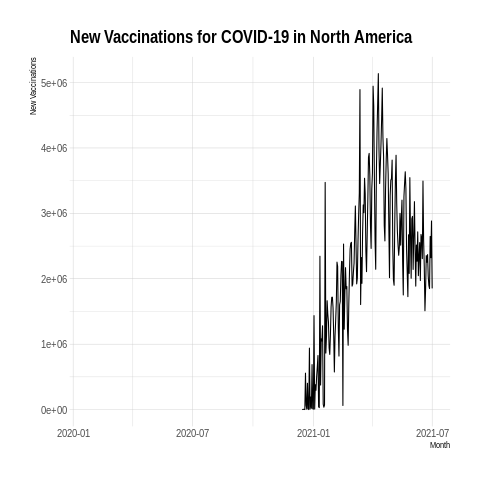 New Vaccinations for COVID-19 in North America
New Vaccinations
5e+06
4e+06
3e+06
2e+06
1e+06
0e+00
2020-01 2020-07 2021-01 2021-07
Month